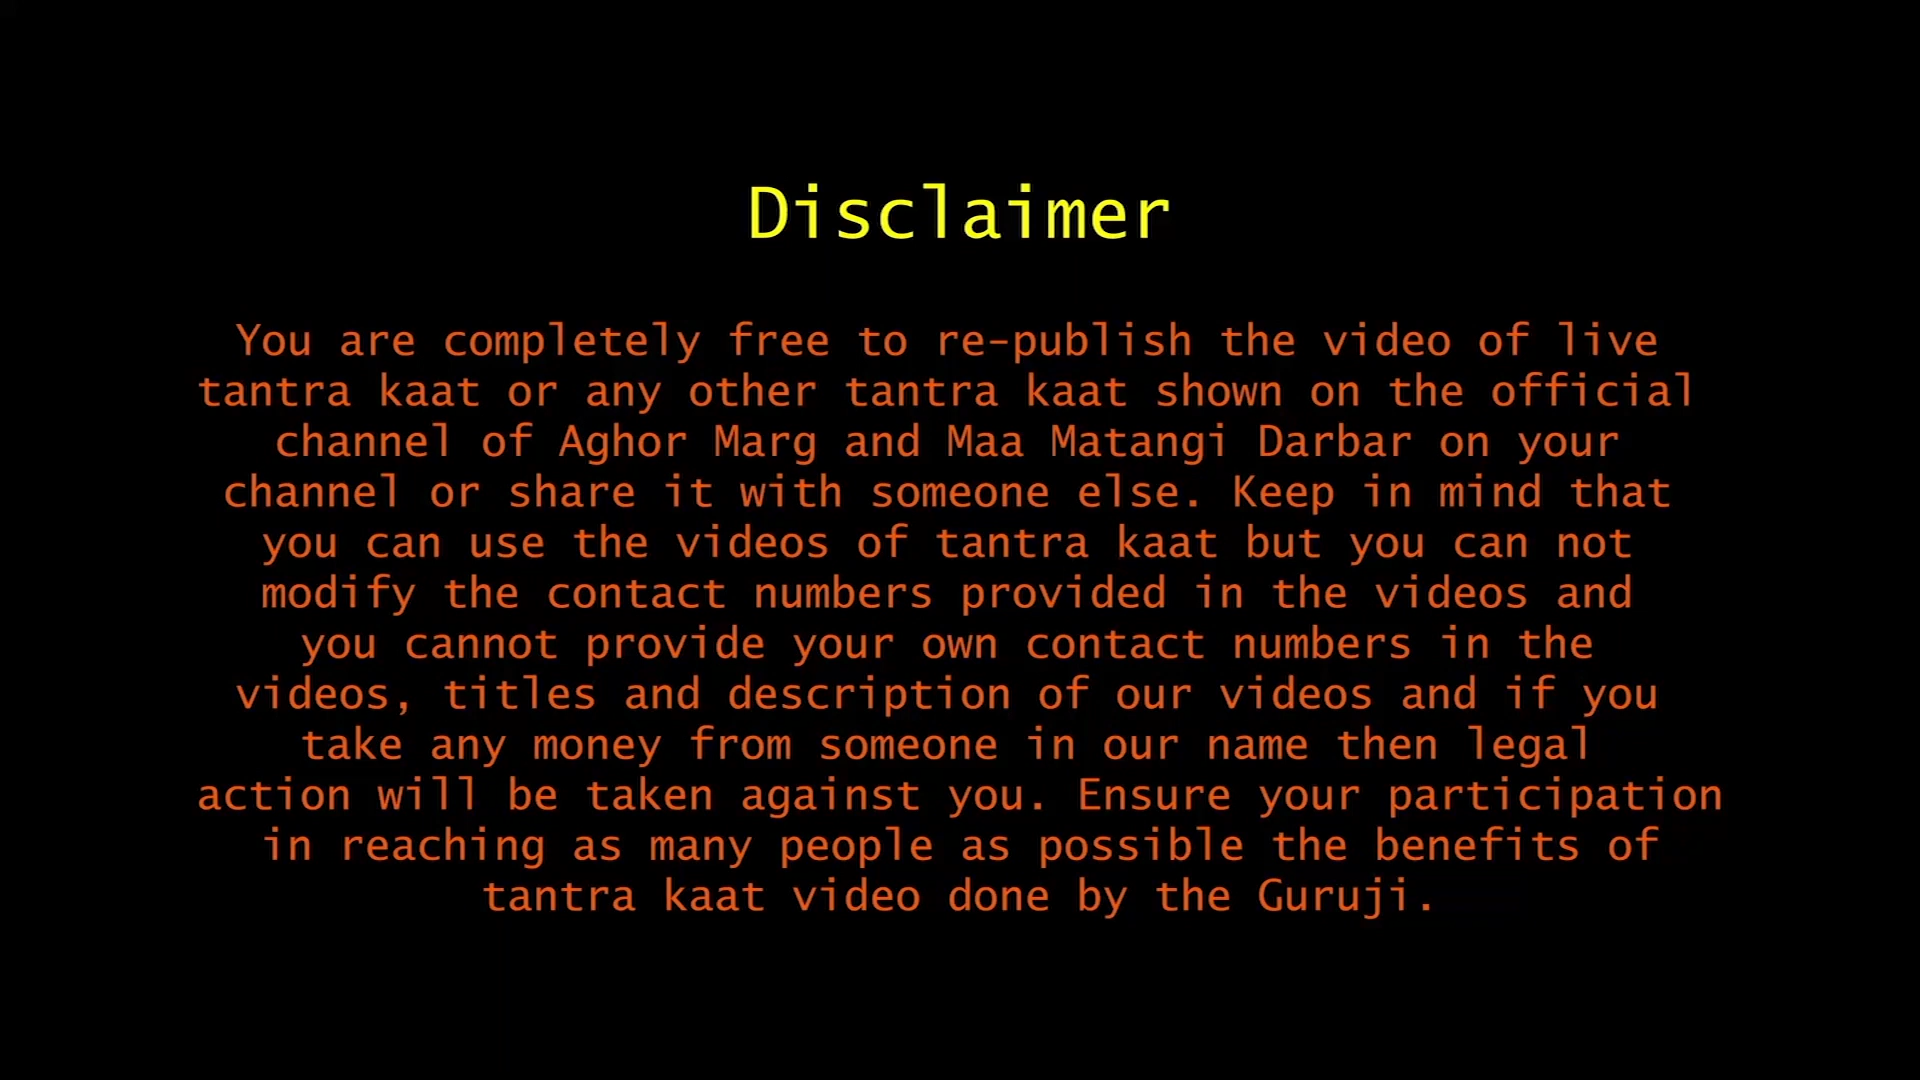 Disclaimer
You are completely free to re-publish the video of live
tantra kaat or any other tantra kaat shown on the official
channel of Aghor Marg and Maa Matangi Darbar on your
channel or share it with someone else. Keep in mind that
you can use the videos of tantra kaat but you can not
modify the contact numbers provided in the videos and
you cannot provide your own contact numbers in the
videos, titles and description of our videos and if you
take any money from someone in our name then legal
action will be taken against you. Ensure your participation
in reaching as many people as possible the benefits of
tantra kaat video done by the Guruji.